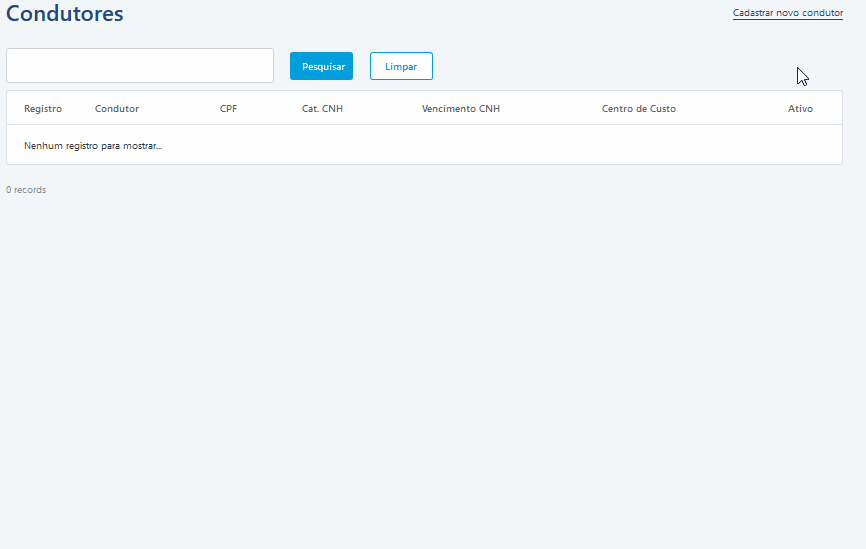 Condutores
Cadastrar novo condutor
Pesquisar
Limpar
Registro Condutor CPF Cat. CNH Vencimento CNH Centro de Custo Ativo
Nenhum registro para mostrar...
0 records